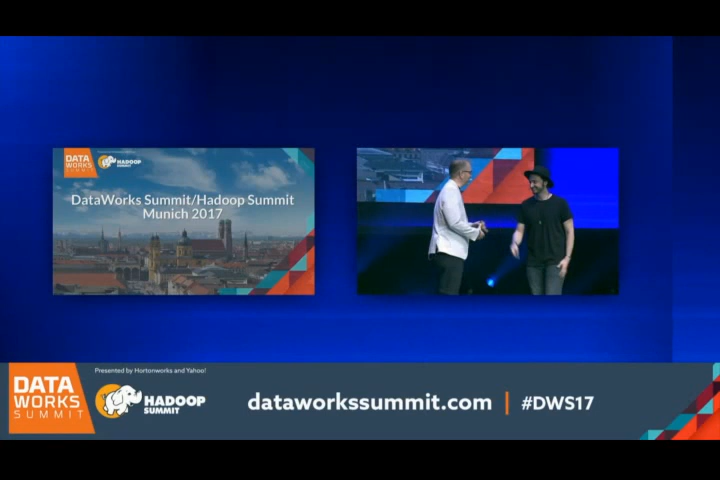 DATA
WORKS
SUMMIT
HADOOP
SUMMIT
DataWorks Summit/Hadoop Summit
Munich 2017
Presented by Hortonworks and Yahoo!
DATA
WORKS
SUMMIT
HADOOP
SUMMIT
dataworkssummit.com
#DWS17